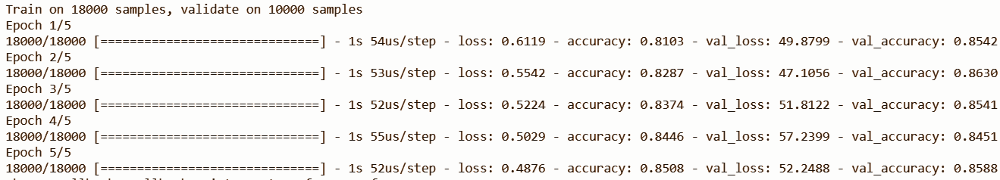 Train on 18000 samples, validate on 10000 samples
Epoch 1/5
18000/18000 [==============================] - 1s 54us/step - loss: 0.6119 - accuracy: 0.8103 - val_loss: 49.8799 - val_accuracy: 0.8542
Epoch 2/5
18000/18000 [==============================] - 1s 53us/step - loss: 0.5542 - accuracy: 0.8287 - val_loss: 47.1056 - val_accuracy: 0.8630
Epoch 3/5
18000/18000 [==============================] - 1s 52us/step - loss: 0.5224 - accuracy: 0.8374 - val_loss: 51.8122 - val_accuracy: 0.8541
Epoch 4/5
18000/18000 [==============================] - 1s 55us/step - loss: 0.5029 - accuracy: 0.8446 - val_loss: 57.2399 - val_accuracy: 0.8451
Epoch 5/5
18000/18000 [==============================] - 1s 52us/step - loss: 0.4876 - accuracy: 0.8508 - val_loss: 52.2488 - val_accuracy: 0.8588